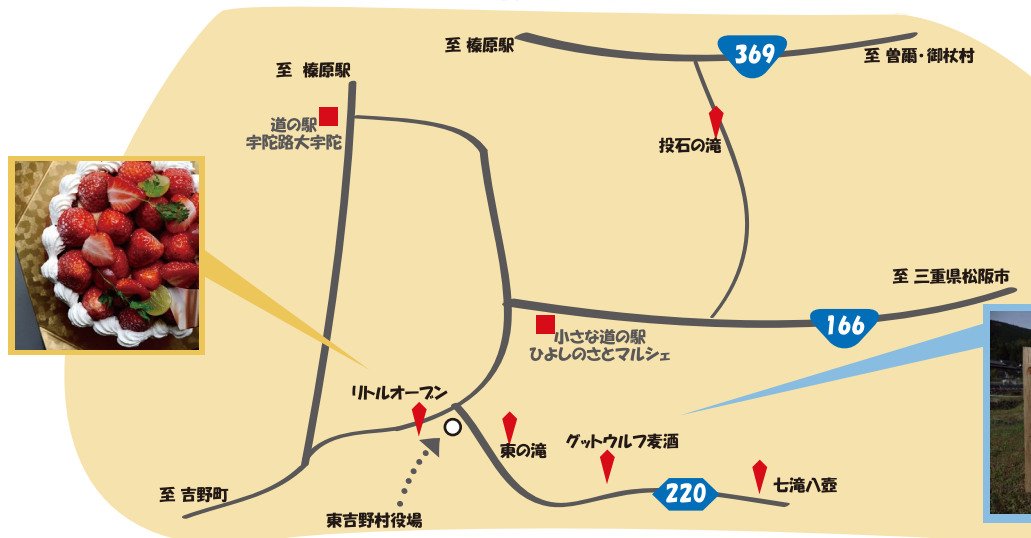 至 榛原駅
369
至 曽爾・御杖村
至 榛原駅
道の駅
宇陀路大宇陀
投石の滝
至 三重県松阪市
166
小さな道の駅
ひよしのさとマルシェ
リトルオーブン
東の滝
グットウルフ麦酒
七滝八壺
220
至 吉野町
東吉野村役場